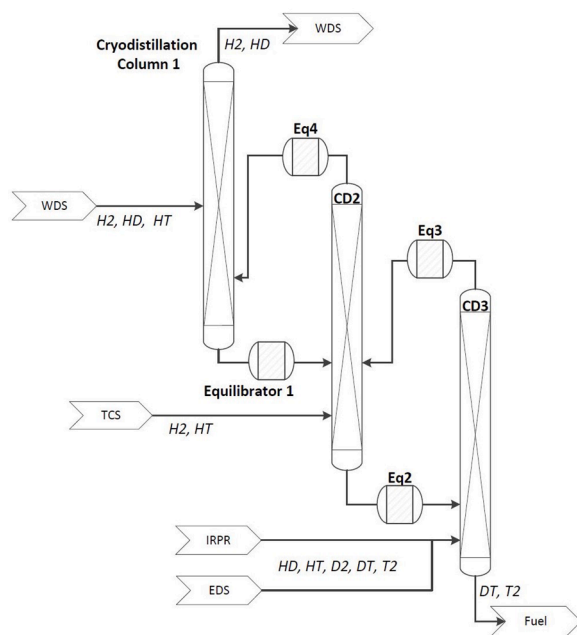 WDS
H2, HD
Cryodistillation
Column 1
Eq4
CD2
WDS
H2, HD, HT
Eq3
CD3
Equilibrator 1
TCS
H2, HT
Eq2
IRPR
HD, HT, D2, DT, T2
EDS
DT, T2
Fuel